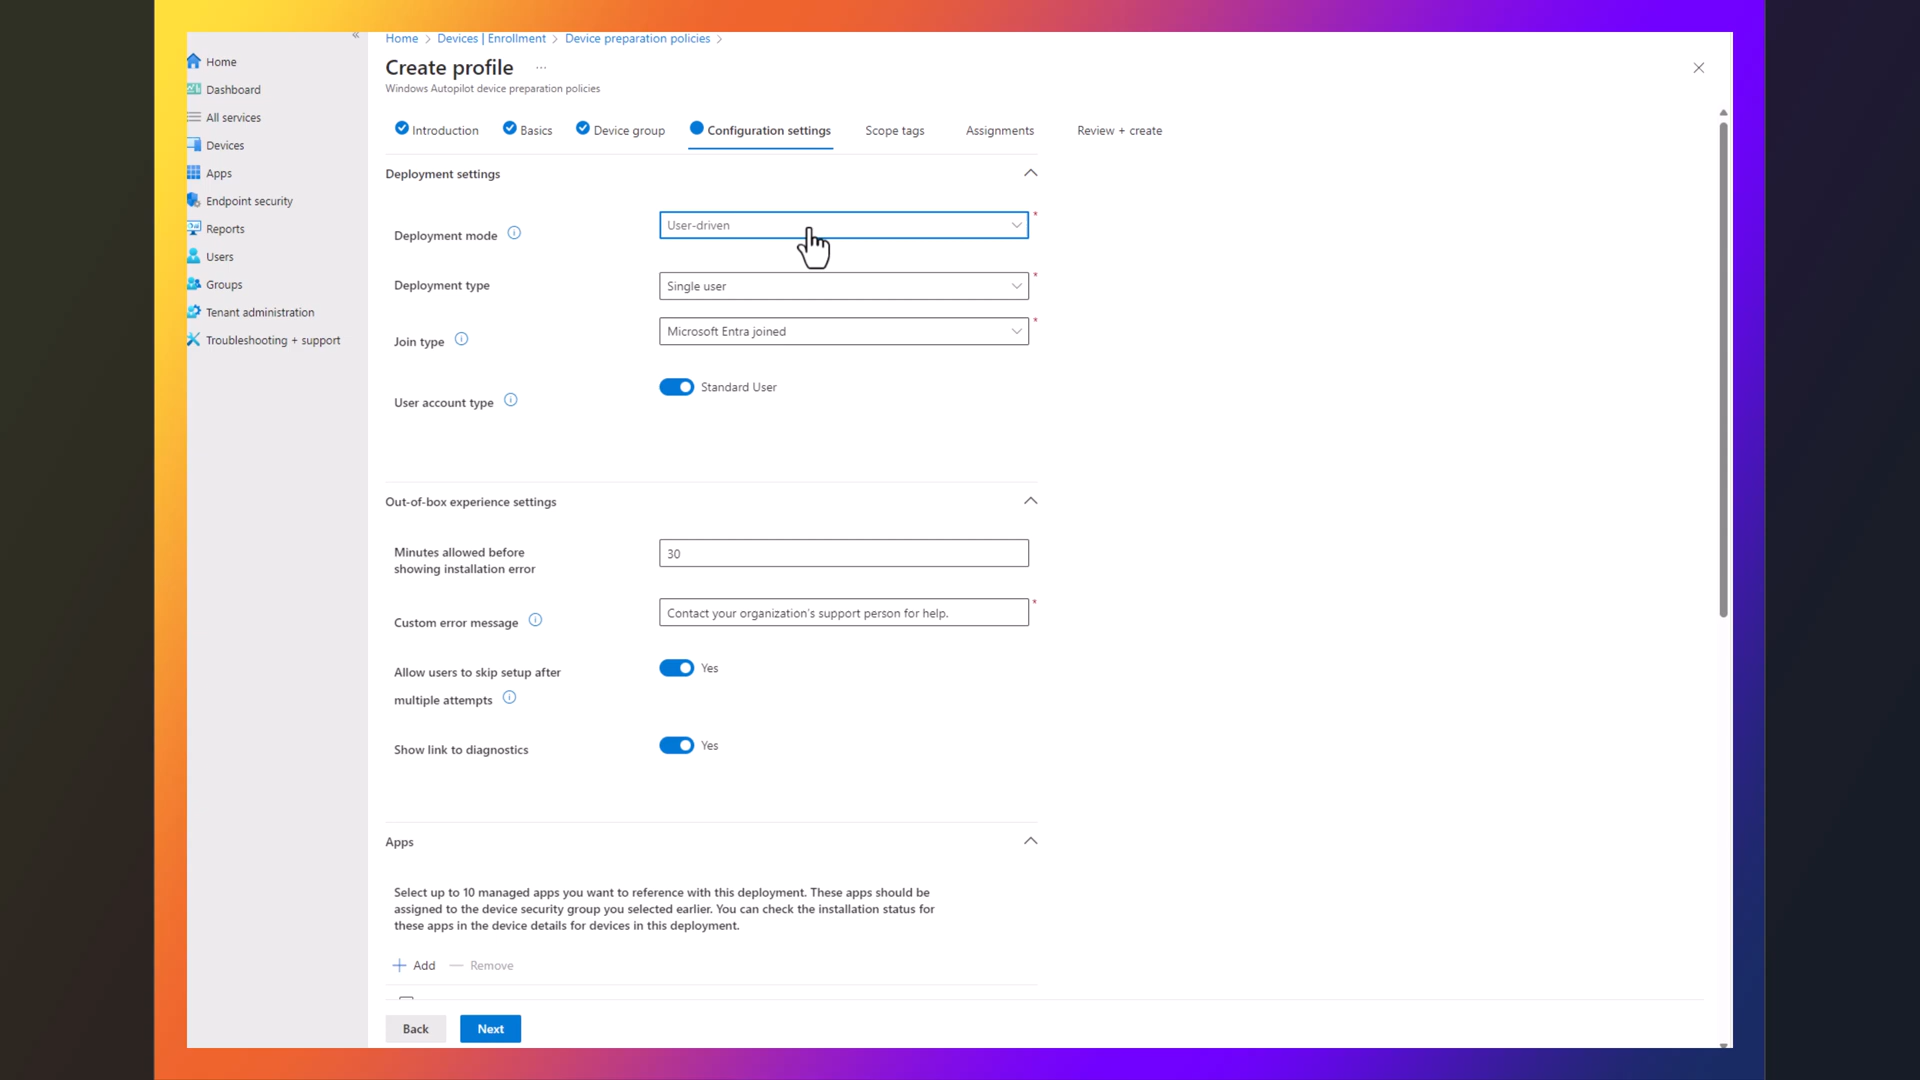 Home > Devices | Enrollment > Device preparation policies >
Create profile ...
Windows Autopilot device preparation policies
Home
Dashboard
All services
Devices
Apps
Endpoint security
Reports
Users
Groups
Tenant administration
Troubleshooting + support
Introduction Basics Device group Configuration settings Scope tags Assignments Review + create
Deployment settings
Deployment mode User-driven *
Deployment type Single user *
Join type Microsoft Entra joined *
User account type Standard User
Out-of-box experience settings
Minutes allowed before
showing installation error
30
Custom error message Contact your organization's support person for help. *
Allow users to skip setup after
multiple attempts
Yes
Show link to diagnostics Yes
Apps
Select up to 10 managed apps you want to reference with this deployment. These apps should be
assigned to the device security group you selected earlier. You can check the installation status for
these apps in the device details for devices in this deployment.
Add Remove
Back Next